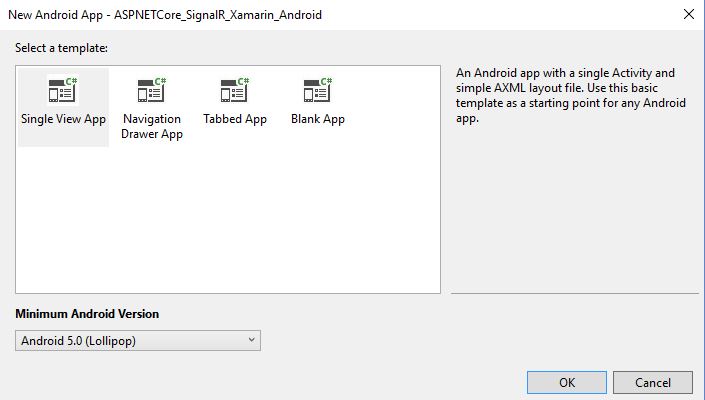 New Android App - ASPNETCore_SignalR_Xamarin_Android
Select a template:
C#
C#
C#
C#
Single View App
Navigation
Drawer App
Tabbed App
Blank App
An Android app with a single Activity and
simple AXML layout file. Use this basic
template as a starting point for any Android
app.
Minimum Android Version
Android 5.0 (Lollipop)
OK
Cancel